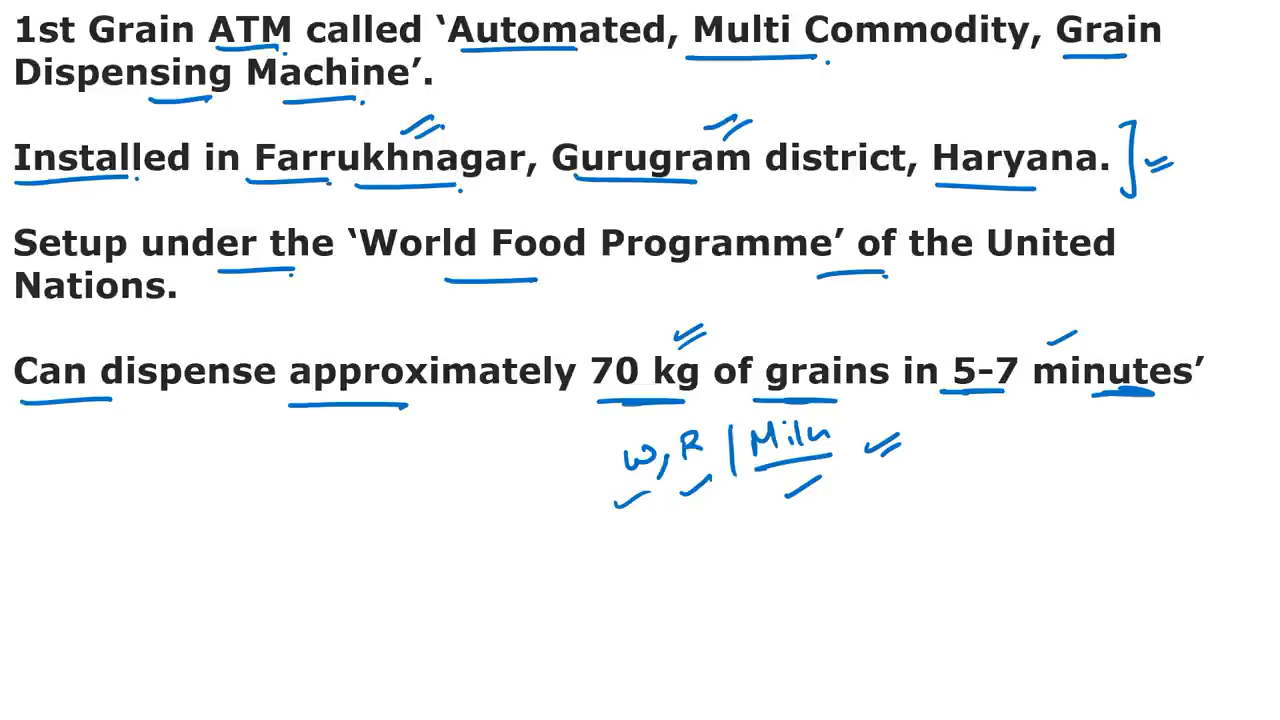 1st Grain ATM called ‘Automated, Multi Commodity, Grain
Dispensing Machine’.
Installed in Farrukhnagar, Gurugram district, Haryana.
Setup under the ‘World Food Programme’ of the United
Nations.
Can dispense approximately 70 kg of grains in 5-7 minutes’
W, R |